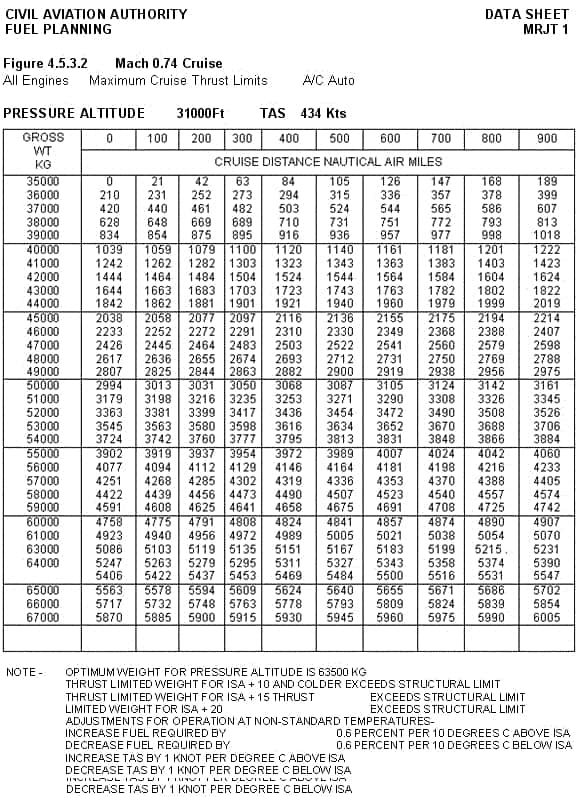 CIVIL AVIATION AUTHORITY DATA SHEET
FUEL PLANNING MRJT 1
Figure 4.5.3.2 Mach 0.74 Cruise
All Engines Maximum Cruise Thrust Limits A/C Auto
PRESSURE ALTITUDE 31000Ft TAS 434 Kts
GROSS WT KG 0 100 200 300 400 500 600 700 800 900
CRUISE DISTANCE NAUTICAL AIR MILES
35000 0 21 42 63 84 105 126 147 168 189
36000 210 231 252 273 294 315 336 357 378 399
37000 420 440 461 482 503 524 544 565 586 607
38000 628 648 669 689 710 731 751 772 793 813
39000 834 854 875 895 916 936 957 977 998 1018
40000 1039 1059 1079 1100 1120 1140 1161 1181 1201 1222
41000 1242 1262 1282 1303 1323 1343 1363 1383 1403 1423
42000 1444 1464 1484 1504 1524 1544 1564 1584 1604 1624
43000 1644 1663 1683 1703 1723 1743 1763 1782 1802 1822
44000 1842 1862 1881 1901 1921 1940 1960 1979 1999 2019
45000 2038 2058 2077 2097 2116 2136 2155 2175 2194 2214
46000 2233 2252 2272 2291 2310 2330 2349 2368 2388 2407
47000 2426 2445 2464 2483 2503 2522 2541 2560 2579 2598
48000 2617 2636 2655 2674 2693 2712 2731 2750 2769 2788
49000 2807 2825 2844 2863 2882 2900 2919 2938 2956 2975
50000 2994 3013 3031 3050 3068 3087 3105 3124 3142 3161
51000 3179 3198 3216 3235 3253 3271 3290 3308 3326 3345
52000 3363 3381 3399 3417 3436 3454 3472 3490 3508 3526
53000 3545 3563 3580 3598 3616 3634 3652 3670 3688 3706
54000 3724 3742 3760 3777 3795 3813 3831 3848 3866 3884
55000 3902 3919 3937 3954 3972 3989 4007 4024 4042 4060
56000 4077 4094 4112 4129 4146 4164 4181 4198 4216 4233
57000 4251 4268 4285 4302 4319 4336 4353 4370 4388 4405
58000 4422 4439 4456 4473 4490 4507 4523 4540 4557 4574
59000 4591 4608 4625 4641 4658 4675 4691 4708 4725 4742
60000 4758 4775 4791 4808 4824 4841 4857 4874 4890 4907
61000 4923 4940 4956 4972 4989 5005 5021 5038 5054 5070
63000 5086 5103 5119 5135 5151 5167 5183 5199 5215 . 5231
64000 5247 5263 5279 5295 5311 5327 5343 5358 5374 5390
5406 5422 5437 5453 5469 5484 5500 5516 5531 5547
65000 5563 5578 5594 5609 5624 5640 5655 5671 5686 5702
66000 5717 5732 5748 5763 5778 5793 5809 5824 5839 5854
67000 5870 5885 5900 5915 5930 5945 5960 5975 5990 6005
NOTE - OPTIMUM WEIGHT FOR PRESSURE ALTITUDE IS 63500 KG
THRUST LIMITED WEIGHT FOR ISA + 10 AND COLDER EXCEEDS STRUCTURAL LIMIT
THRUST LIMITED WEIGHT FOR ISA + 15 THRUST EXCEEDS STRUCTURAL LIMIT
LIMITED WEIGHT FOR ISA + 20 EXCEEDS STRUCTURAL LIMIT
ADJUSTMENTS FOR OPERATION AT NON-STANDARD TEMPERATURES-
INCREASE FUEL REQUIRED BY 0.6 PERCENT PER 10 DEGREES C ABOVE ISA
DECREASE FUEL REQUIRED BY 0.6 PERCENT PER 10 DEGREES C BELOW ISA
INCREASE TAS BY 1 KNOT PER DEGREE C ABOVE ISA
DECREASE TAS BY 1 KNOT PER DEGREE C BELOW ISA
DECREASE TAS BY 1 KNOT PER DEGREE C BELOW ISA